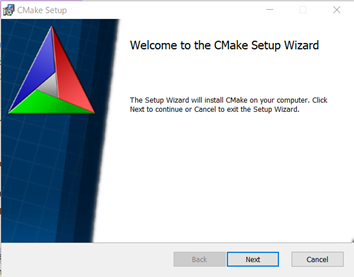 CMake Setup
Welcome to the CMake Setup Wizard
The Setup Wizard will install CMake on your computer. Click
Next to continue or Cancel to exit the Setup Wizard.
Back Next Cancel